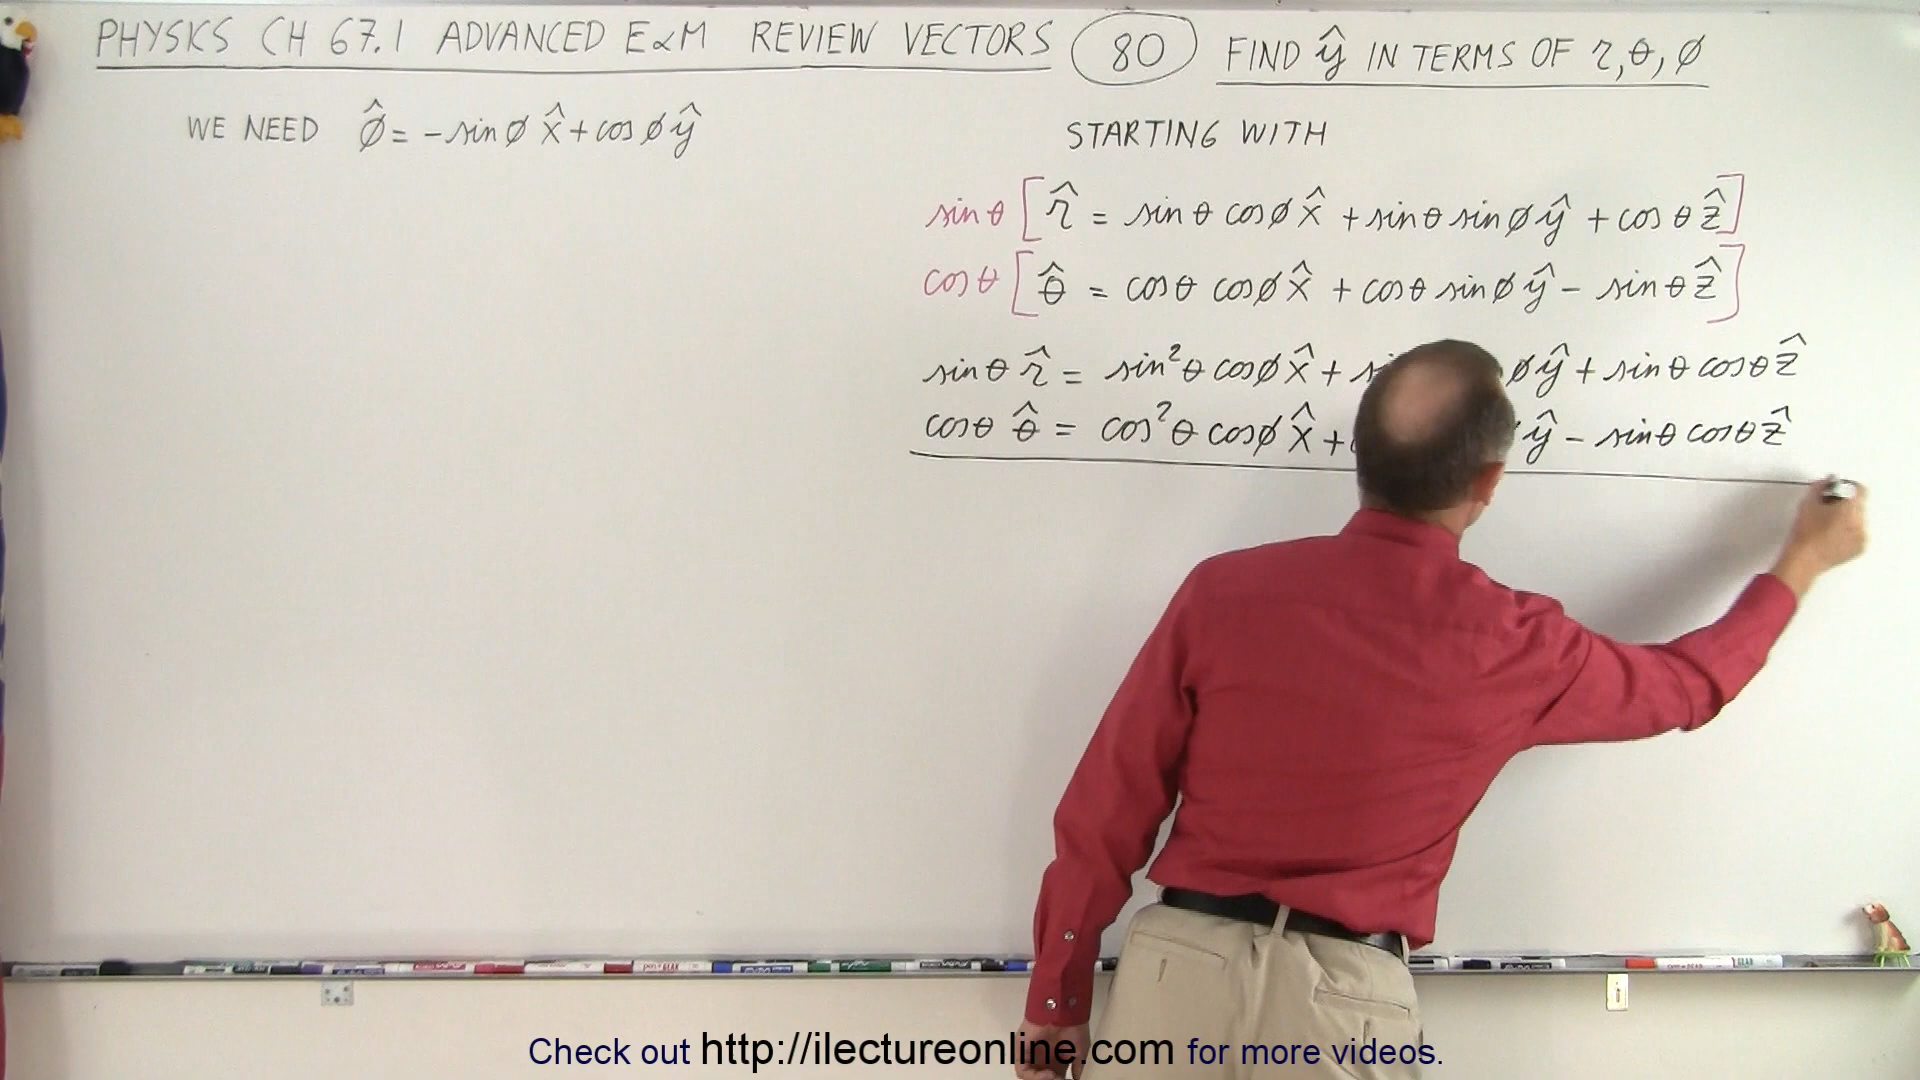 PHYSICS CH 67.1 ADVANCED E&M REVIEW VECTORS 80 FIND ŷ IN TERMS OF r, θ, ϕ
WE NEED ϕ̂ = - sin ϕ x̂ + cos ϕ ŷ
STARTING WITH
sin θ [ r̂ = sin θ cos ϕ x̂ + sin θ sin ϕ ŷ + cos θ ẑ ]
cos θ [ θ̂ = cos θ cos ϕ x̂ + cos θ sin ϕ ŷ - sin θ ẑ ]
sin θ r̂ = sin² θ cos ϕ x̂ + ϕ ŷ + sin θ cos θ ẑ
cos θ θ̂ = cos² θ cos ϕ x̂ + ŷ - sin θ cos θ ẑ
Check out http://ilectureonline.com for more videos.